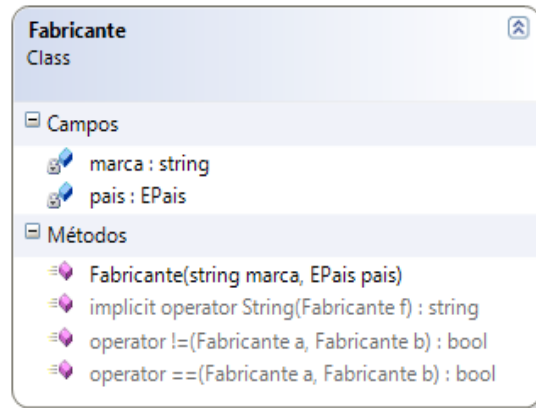 Fabricante
Class
Campos
marca : string
pais : EPais
Métodos
Fabricante(string marca, EPais pais)
implicit operator String(Fabricante f) : string
operator !=(Fabricante a, Fabricante b) : bool
operator ==(Fabricante a, Fabricante b) : bool